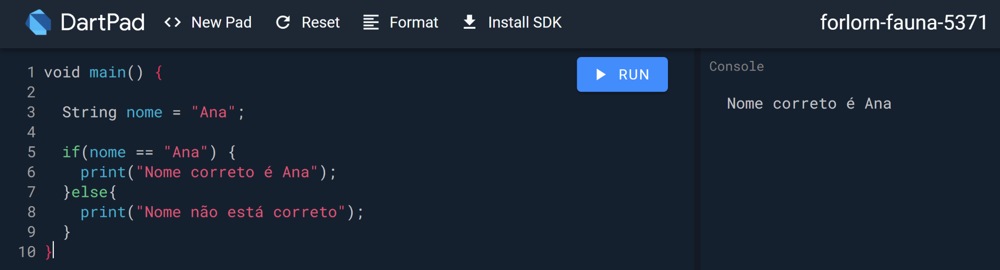 DartPad <> New Pad Reset Format Install SDK forlorn-fauna-5371
1 void main() {
2
3   String nome = "Ana";
4
5   if(nome == "Ana") {
6     print("Nome correto é Ana");
7   }else{
8     print("Nome não está correto");
9   }
10 }
RUN
Console
Nome correto é Ana